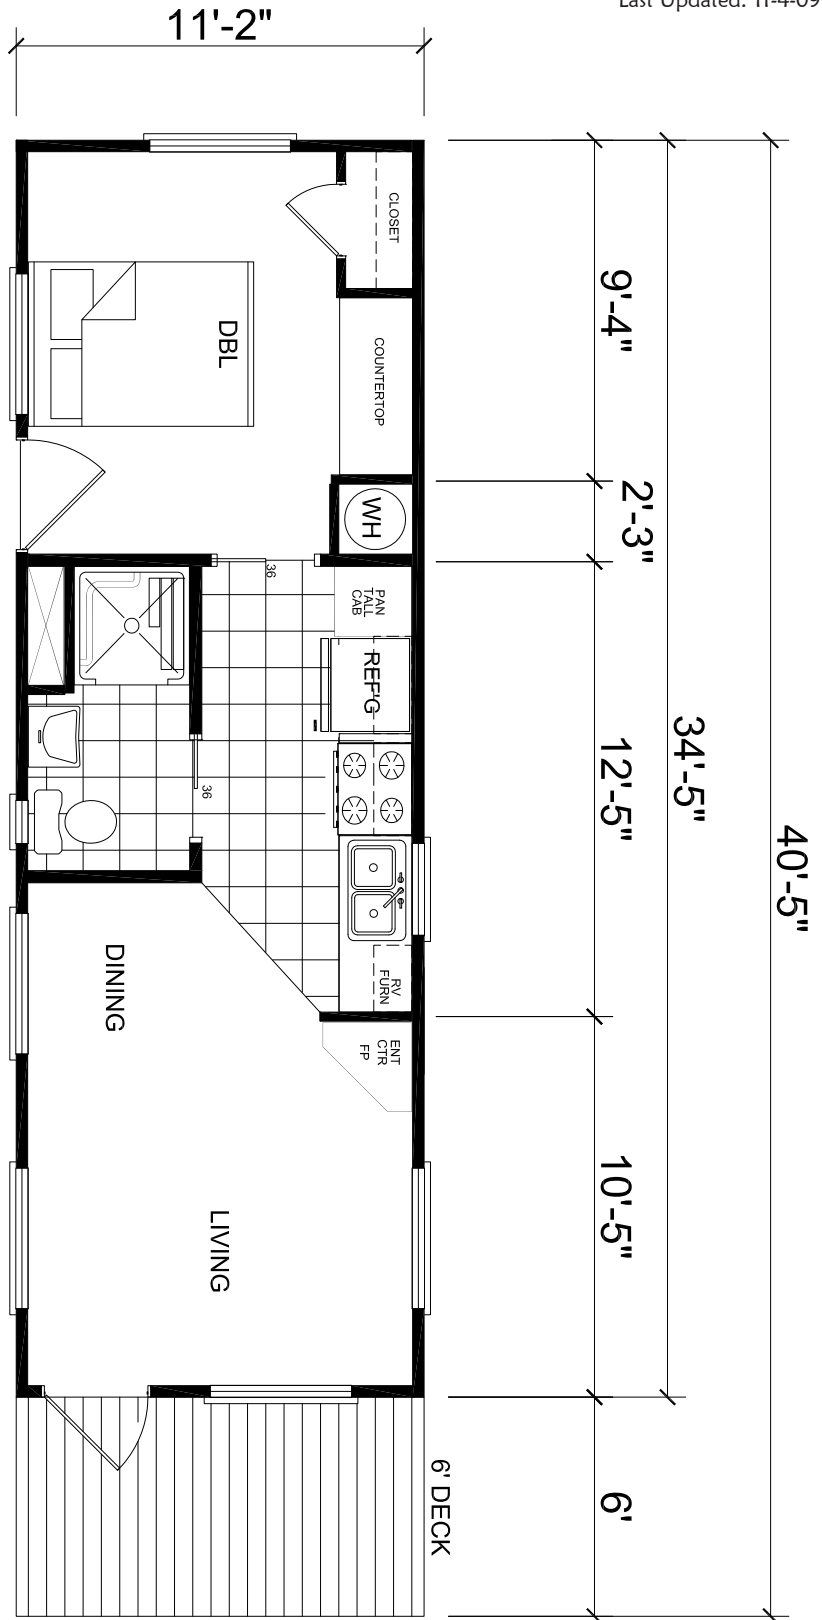 Last Updated: 11-4-09
11'-2"
CLOSET
9'-4"
DBL
COUNTERTOP
2'-3"
WH
36
PAN
TALL
CAB
REF'G
36
12'-5"
34'-5"
40'-5"
DINING
RV
FURN
ENT
CTR
FP
10'-5"
LIVING
6' DECK
6'